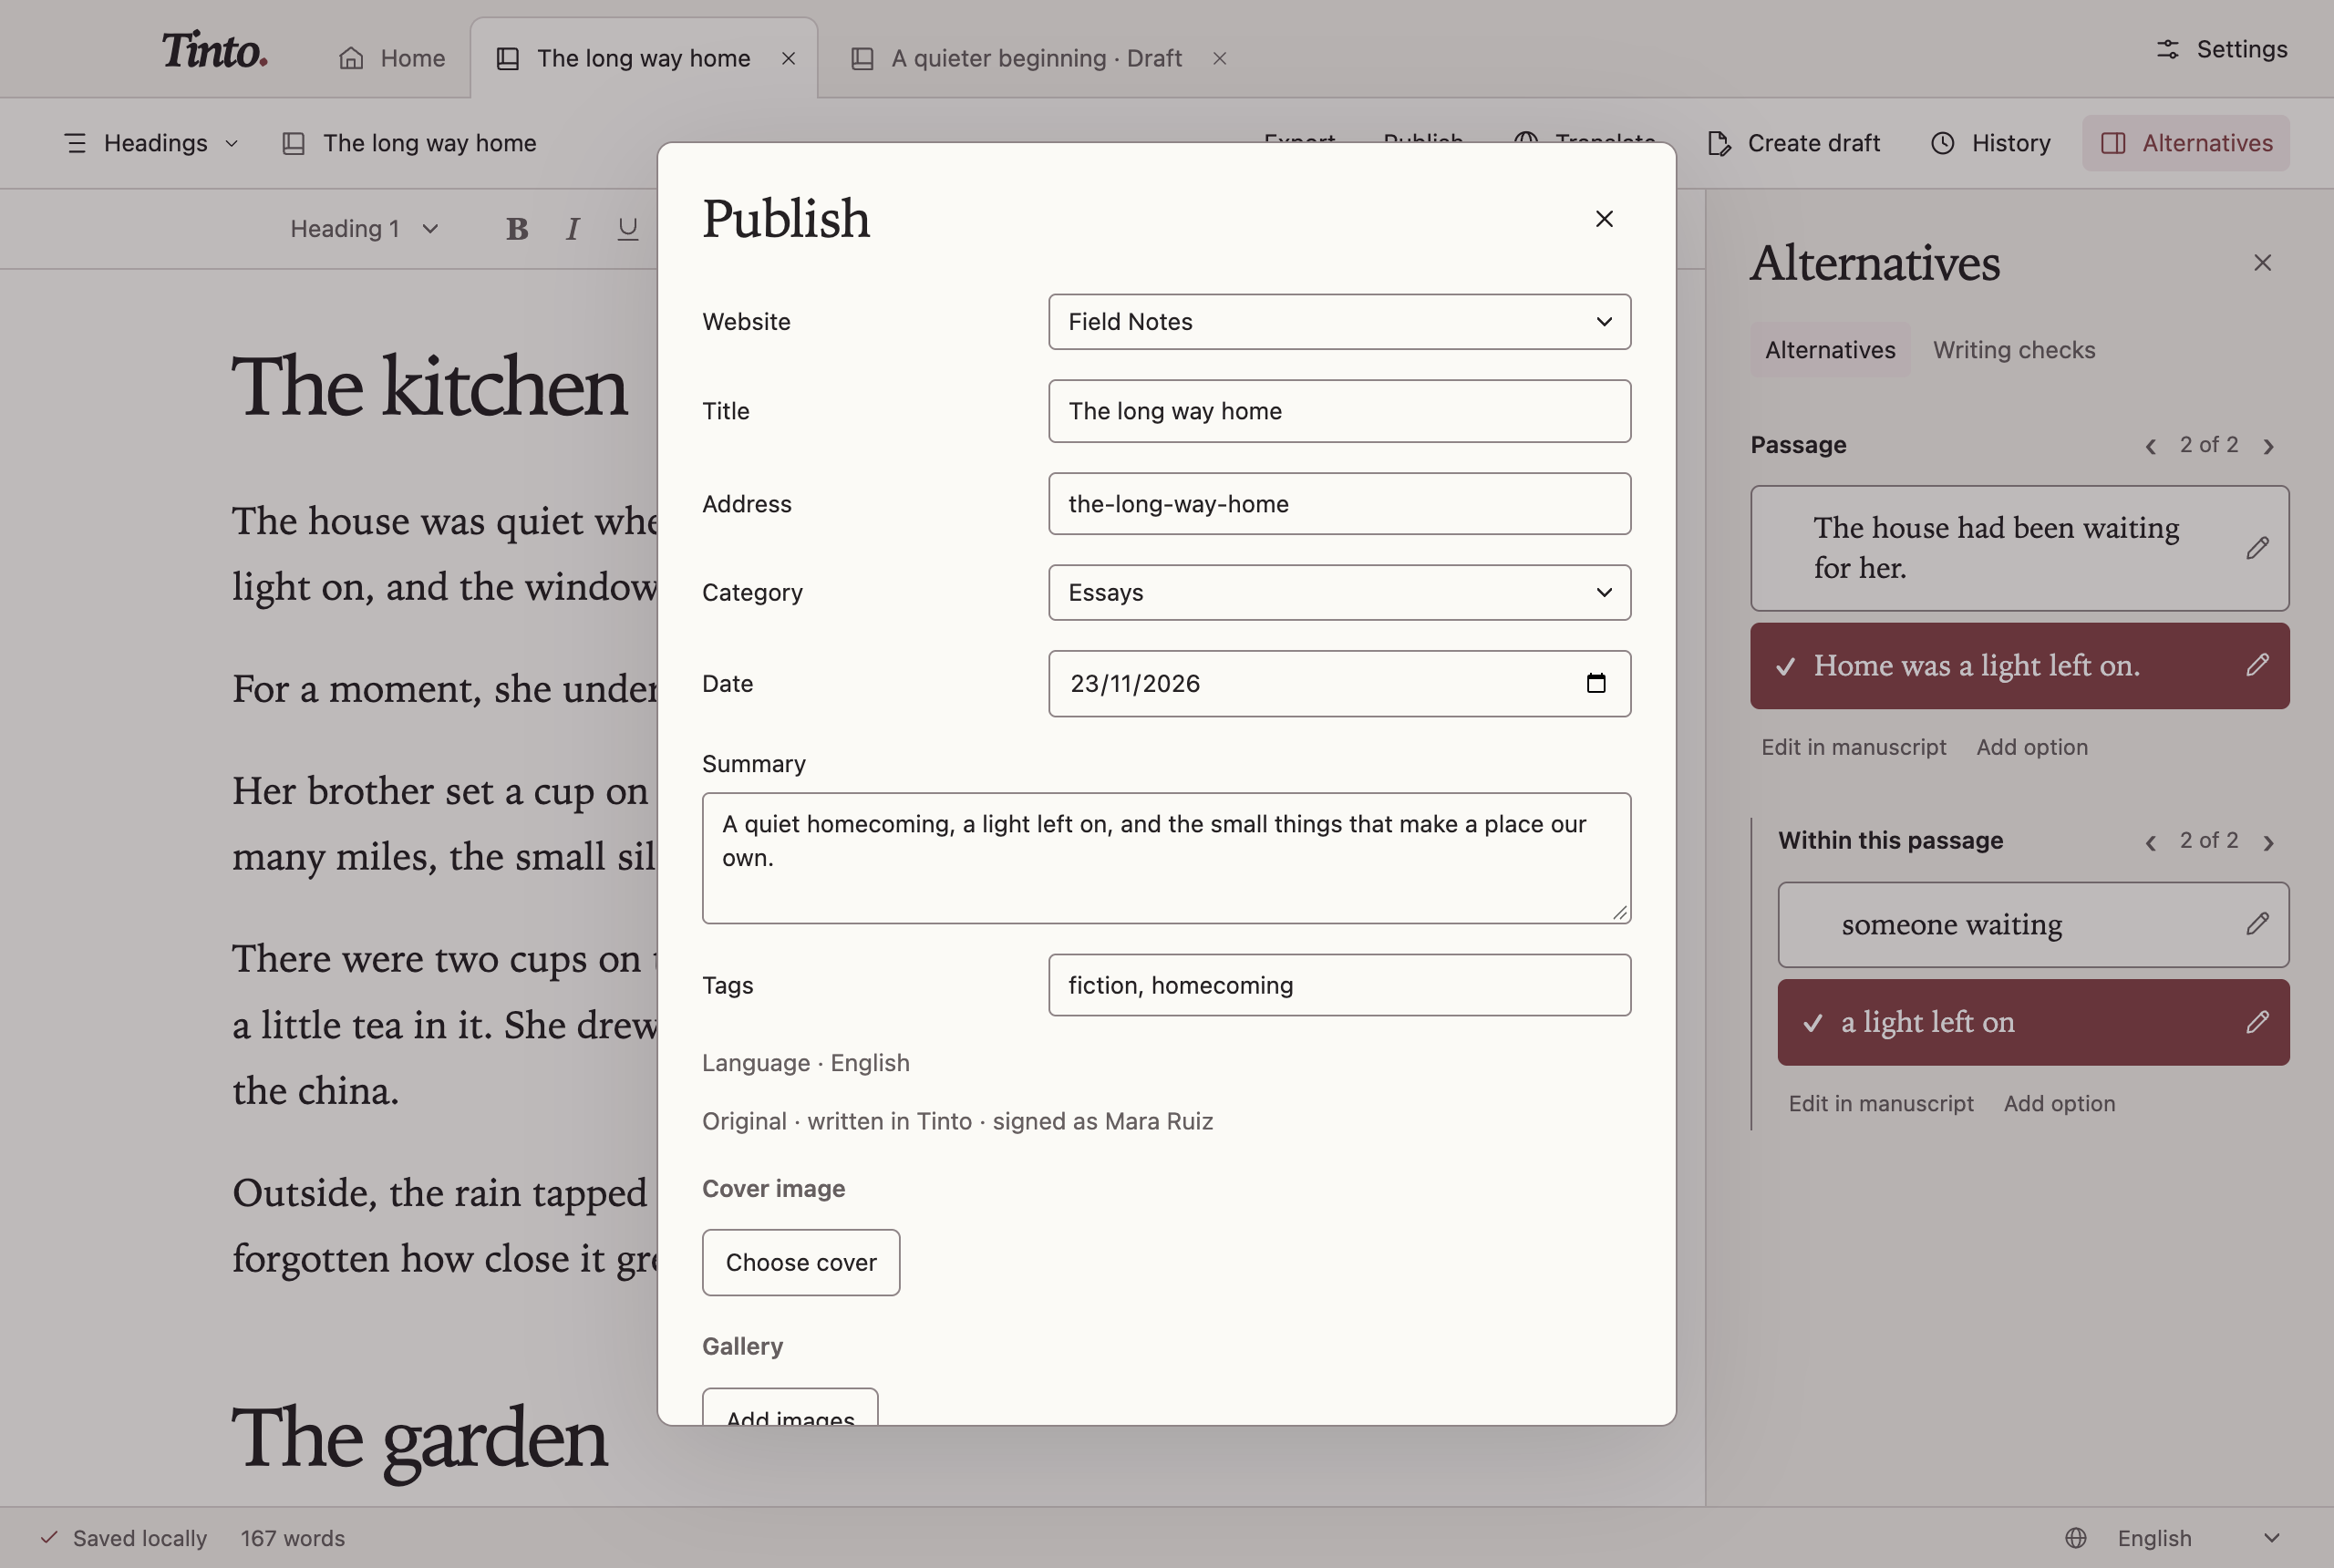 Tinto.
Home
The long way home
A quieter beginning · Draft
Settings
Headings
The long way home
Export
Publish
Translate
Create draft
History
Alternatives
Heading 1
B I U
The kitchen
The house was quiet
light on, and the window
For a moment, she
Her brother set a cup on
many miles, the small
There were two cups on
a little tea in it. She drew
the china.
Outside, the rain tapped
forgotten how close it
The garden
Publish
Website
Field Notes
Title
The long way home
Address
the-long-way-home
Category
Essays
Date
23/11/2026
Summary
A quiet homecoming, a light left on, and the small things that make a place our
own.
Tags
fiction, homecoming
Language · English
Original · written in Tinto · signed as Mara Ruiz
Cover image
Choose cover
Gallery
Add images
Alternatives
Alternatives
Writing checks
Passage
2 of 2
The house had been waiting
for her.
Home was a light left on.
Edit in manuscript
Add option
Within this passage
2 of 2
someone waiting
a light left on
Edit in manuscript
Add option
Saved locally
167 words
English